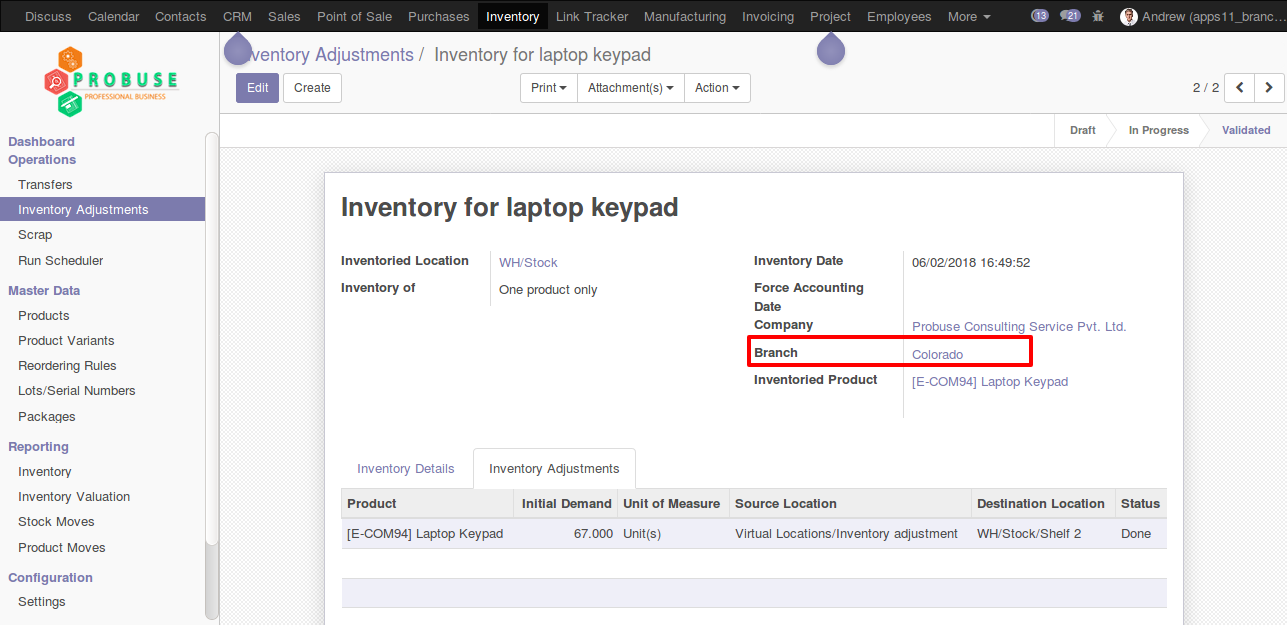 Discuss Calendar Contacts CRM Sales Point of Sale Purchases Inventory Link Tracker Manufacturing Invoicing Project Employees More 13 21 Andrew (apps11_branc...
PROBUSE
PROFESSIONAL BUSINESS
ventory Adjustments / Inventory for laptop keypad
Edit Create Print Attachment(s) Action 2 / 2
Draft In Progress Validated
Dashboard
Operations
Transfers
Inventory Adjustments
Scrap
Run Scheduler
Master Data
Products
Product Variants
Reordering Rules
Lots/Serial Numbers
Packages
Reporting
Inventory
Inventory Valuation
Stock Moves
Product Moves
Configuration
Settings
Inventory for laptop keypad
Inventoried Location WH/Stock
Inventory of One product only
Inventory Date 06/02/2018 16:49:52
Force Accounting
Date
Company Probuse Consulting Service Pvt. Ltd.
Branch Colorado
Inventoried Product [E-COM94] Laptop Keypad
Inventory Details Inventory Adjustments
Product Initial Demand Unit of Measure Source Location Destination Location Status
[E-COM94] Laptop Keypad 67.000 Unit(s) Virtual Locations/Inventory adjustment WH/Stock/Shelf 2 Done